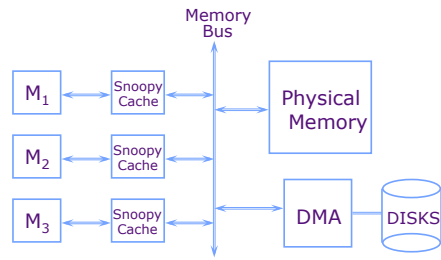 Memory
Bus
M₁
Snoopy
Cache
Physical
Memory
M₂
Snoopy
Cache
M₃
Snoopy
Cache
DMA
DISKS